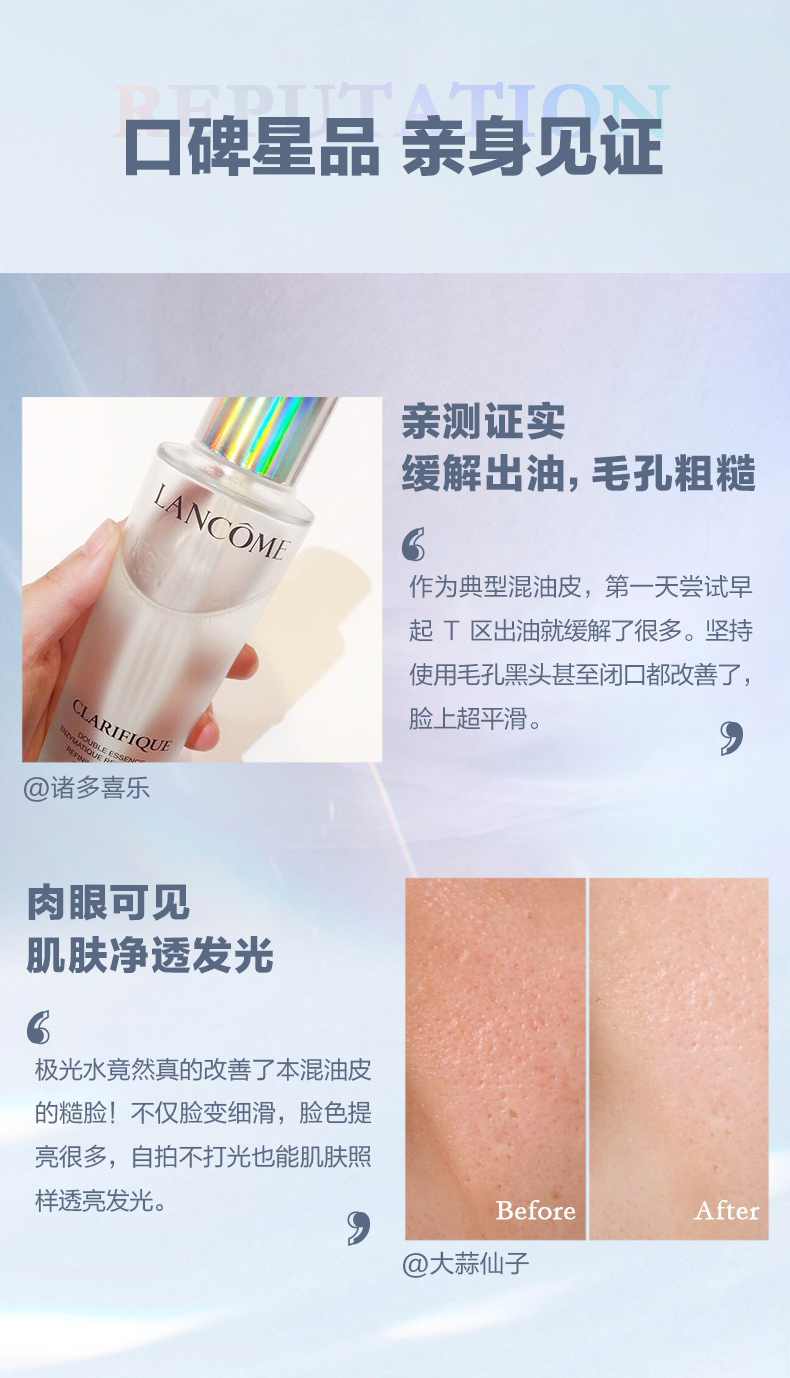 REPUTATION
口碑星品 亲身见证
LANCÔME
CLARIFIQUE
DOUBLE ESSENCE
亲测证实
缓解出油，毛孔粗糙
作为典型混油皮，第一天尝试早
起 T 区出油就缓解了很多。坚持
使用毛孔黑头甚至闭口都改善了，
脸上超平滑。
@诸多喜乐
肉眼可见
肌肤净透发光
极光水竟然真的改善了本混油皮
的糙脸！不仅脸变细滑，脸色提
亮很多，自拍不打光也能肌肤照
样透亮发光。
Before
After
@大蒜仙子